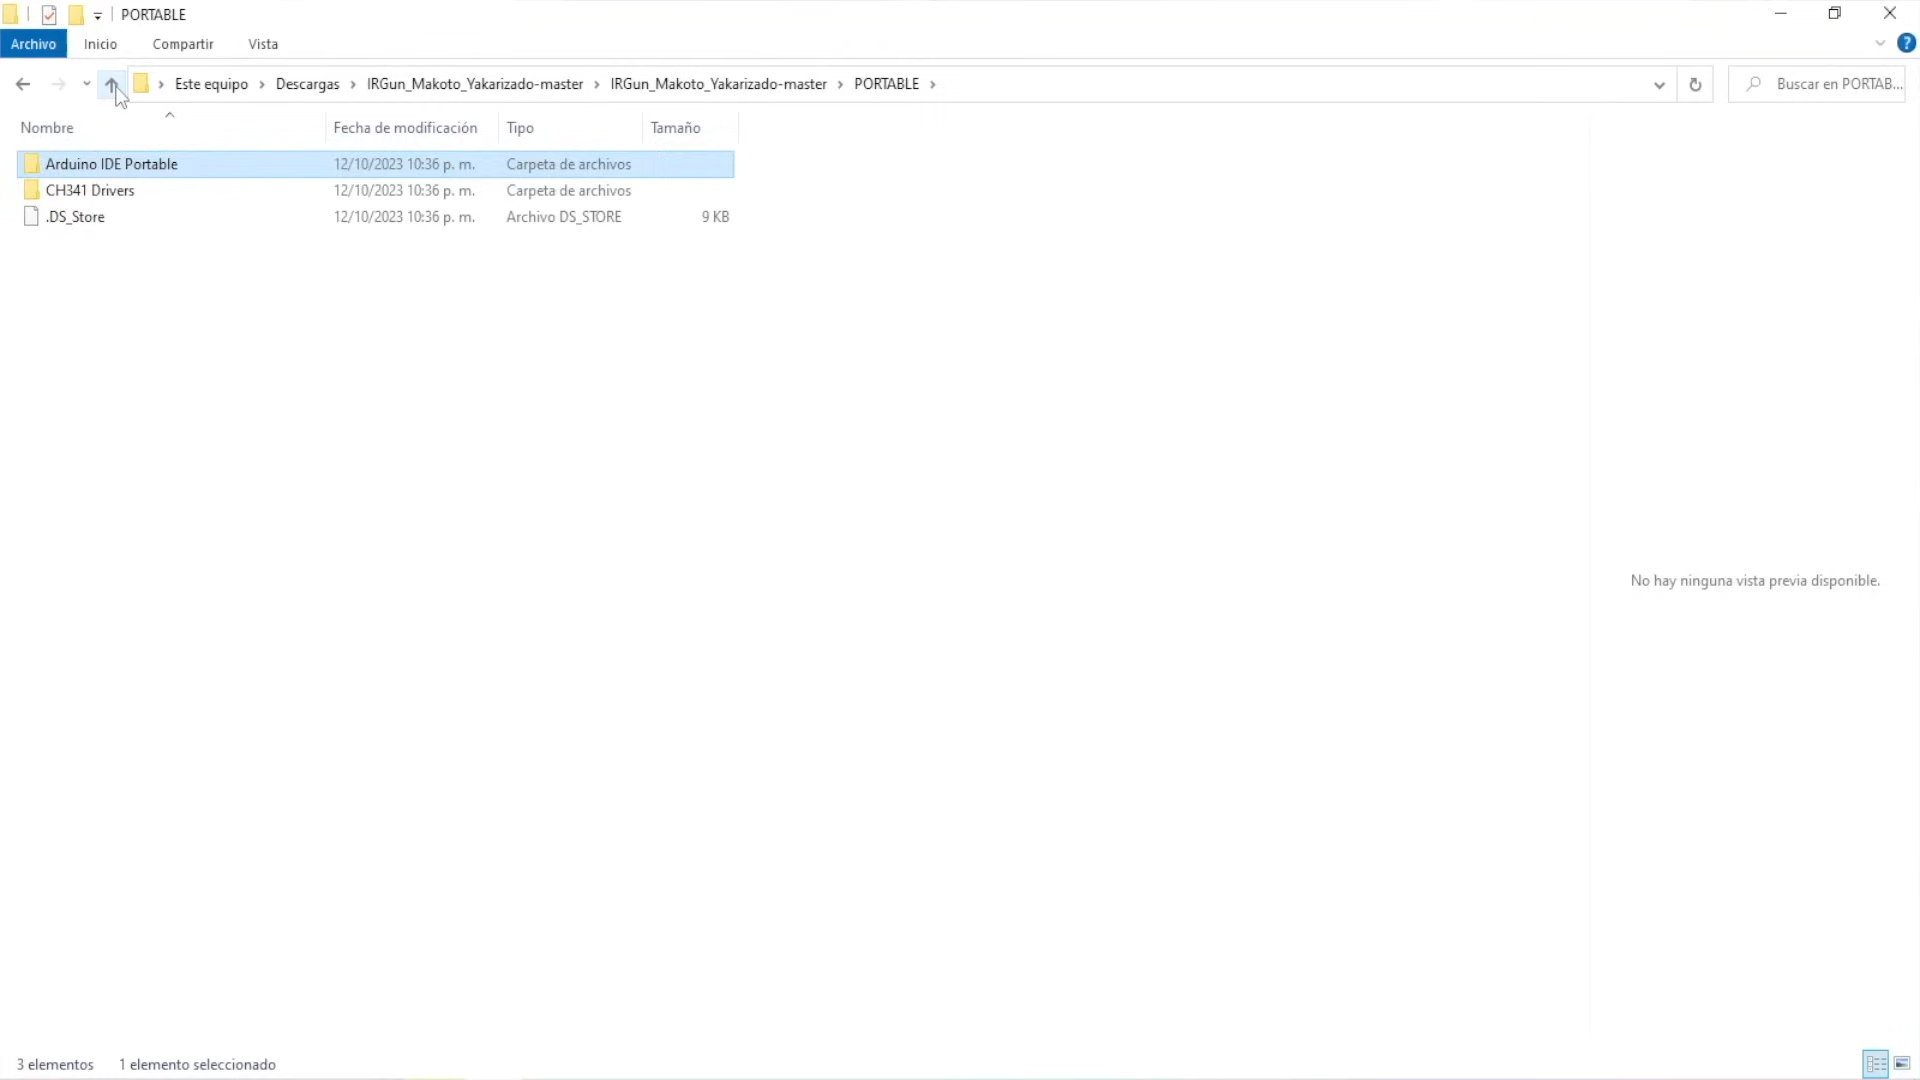 PORTABLE
Archivo Inicio Compartir Vista
Este equipo > Descargas > IRGun_Makoto_Yakarizado-master > IRGun_Makoto_Yakarizado-master > PORTABLE >
Buscar en PORTAB...
Nombre Fecha de modificación Tipo Tamaño
Arduino IDE Portable 12/10/2023 10:36 p. m. Carpeta de archivos
CH341 Drivers 12/10/2023 10:36 p. m. Carpeta de archivos
.DS_Store 12/10/2023 10:36 p. m. Archivo DS_STORE 9 KB
No hay ninguna vista previa disponible.
3 elementos 1 elemento seleccionado